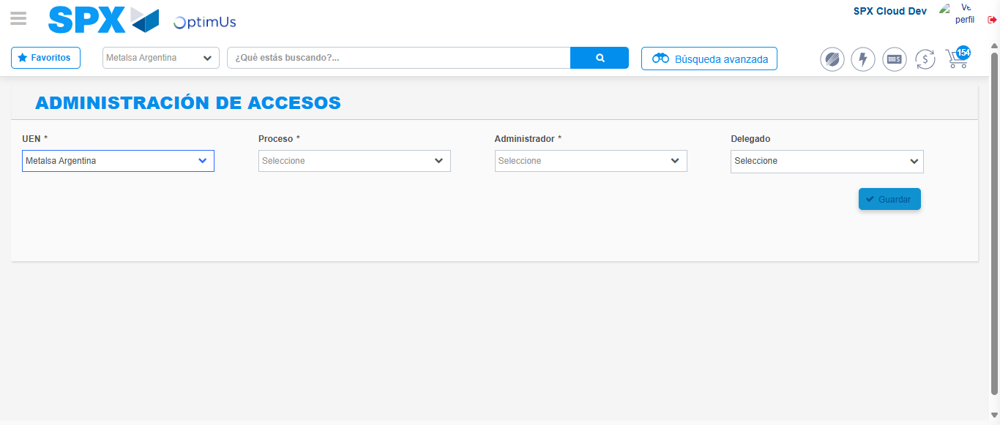 SPX
OptimUs
SPX Cloud Dev
Ve
perfil
Favoritos
Metalsa Argentina
¿Qué estás buscando?...
Búsqueda avanzada
$
$
154
ADMINISTRACIÓN DE ACCESOS
UEN *
Proceso *
Administrador *
Delegado
Metalsa Argentina
Seleccione
Seleccione
Seleccione
Guardar